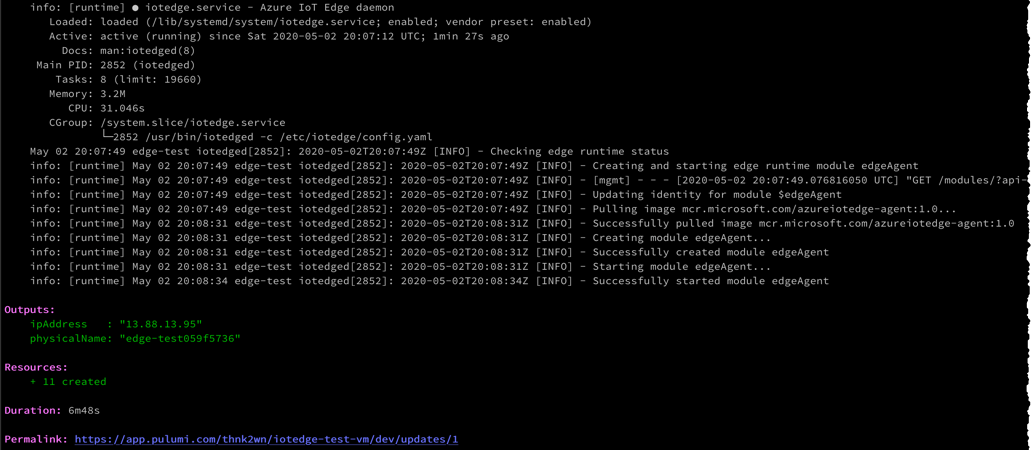 info: [runtime] ● iotedge.service - Azure IoT Edge daemon
Loaded: loaded (/lib/systemd/system/iotedge.service; enabled; vendor preset: enabled)
Active: active (running) since Sat 2020-05-02 20:07:12 UTC; 1min 27s ago
Docs: man:iotedged(8)
Main PID: 2852 (iotedged)
Tasks: 8 (limit: 19660)
Memory: 3.2M
CPU: 31.046s
CGroup: /system.slice/iotedge.service
└─2852 /usr/bin/iotedged -c /etc/iotedge/config.yaml
May 02 20:07:49 edge-test iotedged[2852]: 2020-05-02T20:07:49Z [INFO] - Checking edge runtime status
info: [runtime] May 02 20:07:49 edge-test iotedged[2852]: 2020-05-02T20:07:49Z [INFO] - Creating and starting edge runtime module edgeAgent
info: [runtime] May 02 20:07:49 edge-test iotedged[2852]: 2020-05-02T20:07:49Z [INFO] - [mgmt] - - - [2020-05-02 20:07:49.076816050 UTC] "GET /modules/?api-
info: [runtime] May 02 20:07:49 edge-test iotedged[2852]: 2020-05-02T20:07:49Z [INFO] - Updating identity for module $edgeAgent
info: [runtime] May 02 20:07:49 edge-test iotedged[2852]: 2020-05-02T20:07:49Z [INFO] - Pulling image mcr.microsoft.com/azureiotedge-agent:1.0...
info: [runtime] May 02 20:08:31 edge-test iotedged[2852]: 2020-05-02T20:08:31Z [INFO] - Successfully pulled image mcr.microsoft.com/azureiotedge-agent:1.0
info: [runtime] May 02 20:08:31 edge-test iotedged[2852]: 2020-05-02T20:08:31Z [INFO] - Creating module edgeAgent...
info: [runtime] May 02 20:08:31 edge-test iotedged[2852]: 2020-05-02T20:08:31Z [INFO] - Successfully created module edgeAgent
info: [runtime] May 02 20:08:31 edge-test iotedged[2852]: 2020-05-02T20:08:31Z [INFO] - Starting module edgeAgent...
info: [runtime] May 02 20:08:34 edge-test iotedged[2852]: 2020-05-02T20:08:34Z [INFO] - Successfully started module edgeAgent
Outputs:
ipAddress : "13.88.13.95"
physicalName: "edge-test059f5736"
Resources:
+ 11 created
Duration: 6m48s
Permalink: https://app.pulumi.com/thnk2wn/iotedge-test-vm/dev/updates/1